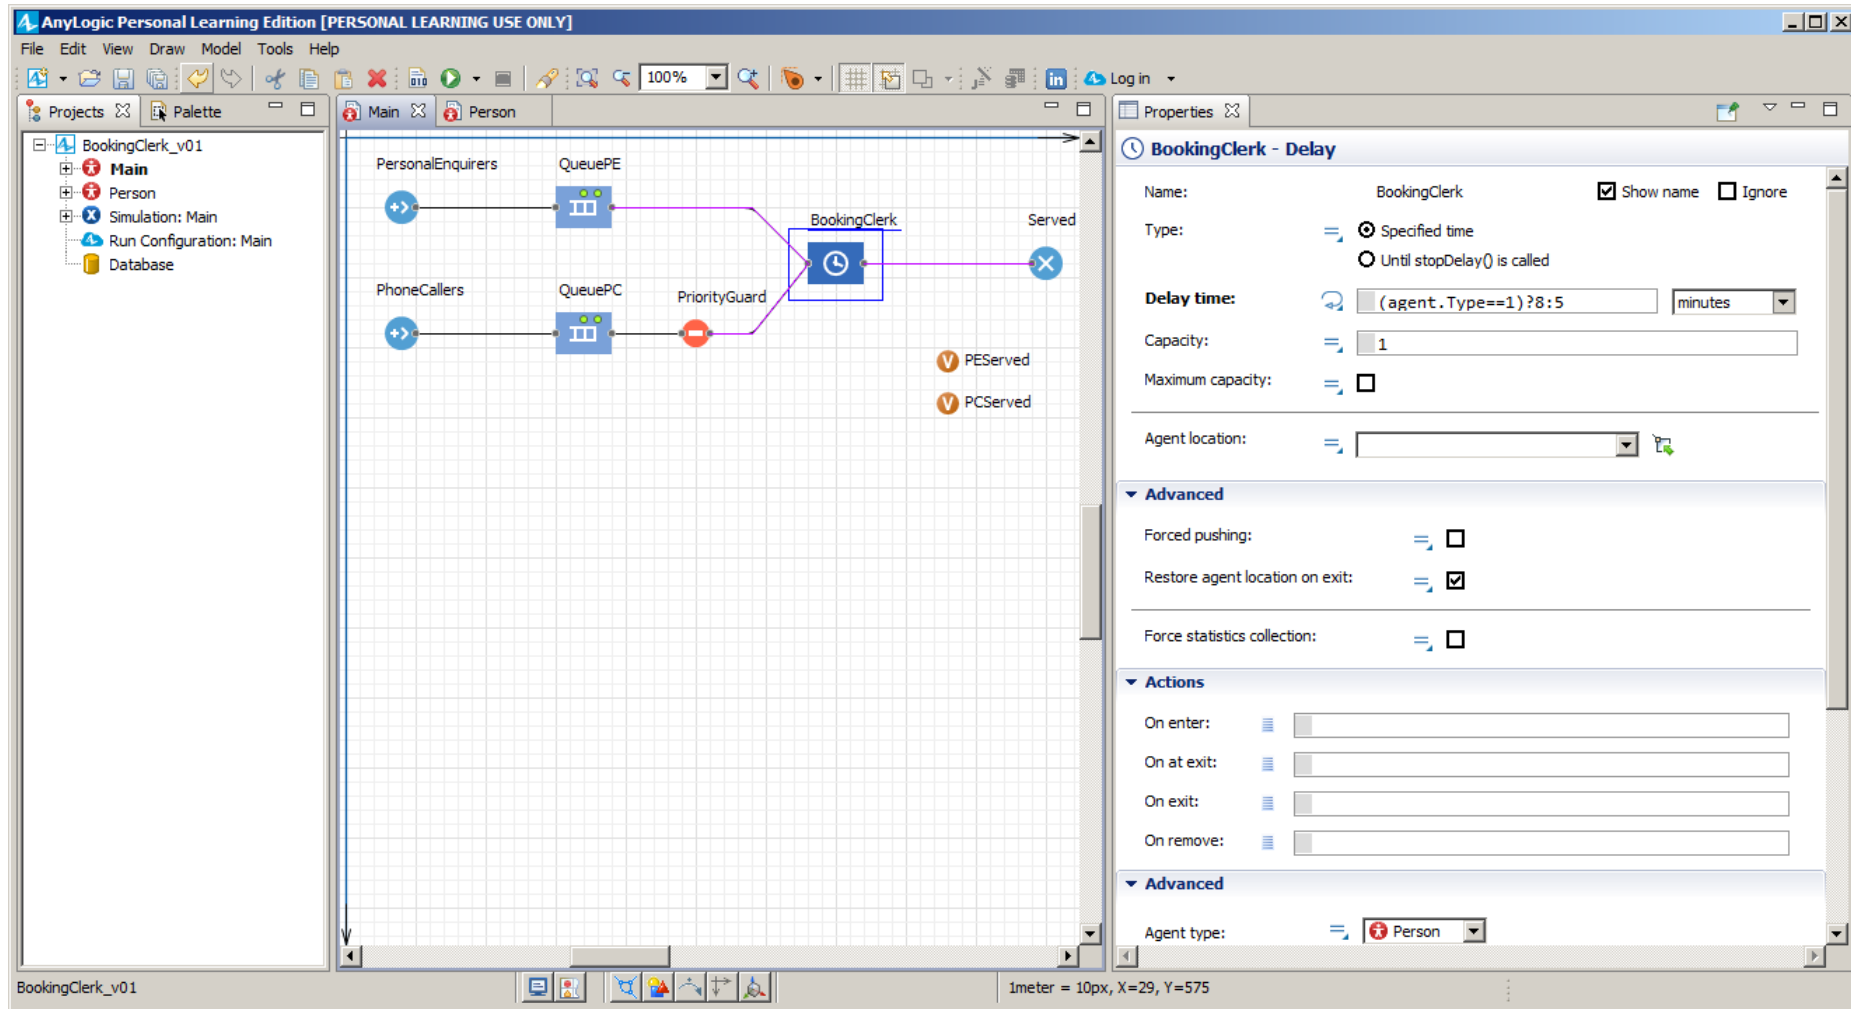 AnyLogic Personal Learning Edition [PERSONAL LEARNING USE ONLY]
File Edit View Draw Model Tools Help
100%
in
Log in
Projects
Palette
BookingClerk_v01
Main
Person
Simulation: Main
Run Configuration: Main
Database
Main
Person
PersonalEnquirers
QueuePE
BookingClerk
Served
PhoneCallers
QueuePC
PriorityGuard
V PEServed
V PCServed
Properties
BookingClerk - Delay
Name: BookingClerk Show name Ignore
Type: Specified time
Until stopDelay() is called
Delay time: (agent.Type==1)?8:5 minutes
Capacity: 1
Maximum capacity:
Agent location:
Advanced
Forced pushing:
Restore agent location on exit:
Force statistics collection:
Actions
On enter:
On at exit:
On exit:
On remove:
Advanced
Agent type: Person
BookingClerk_v01
1meter = 10px, X=29, Y=575